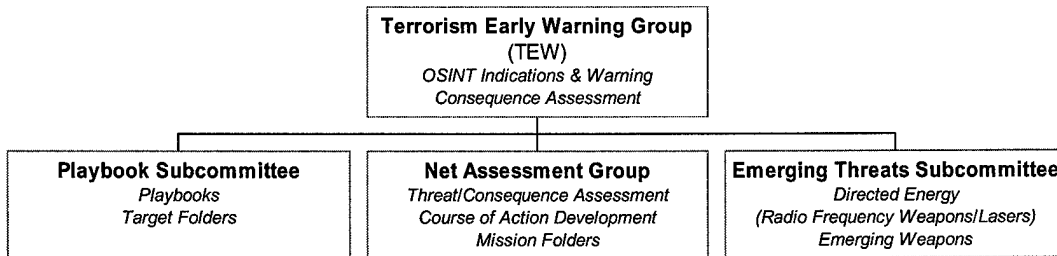 Terrorism Early Warning Group
(TEW)
OSINT Indications & Warning
Consequence Assessment
Playbook Subcommittee
Playbooks
Target Folders
Net Assessment Group
Threat/Consequence Assessment
Course of Action Development
Mission Folders
Emerging Threats Subcommittee
Directed Energy
(Radio Frequency Weapons/Lasers)
Emerging Weapons